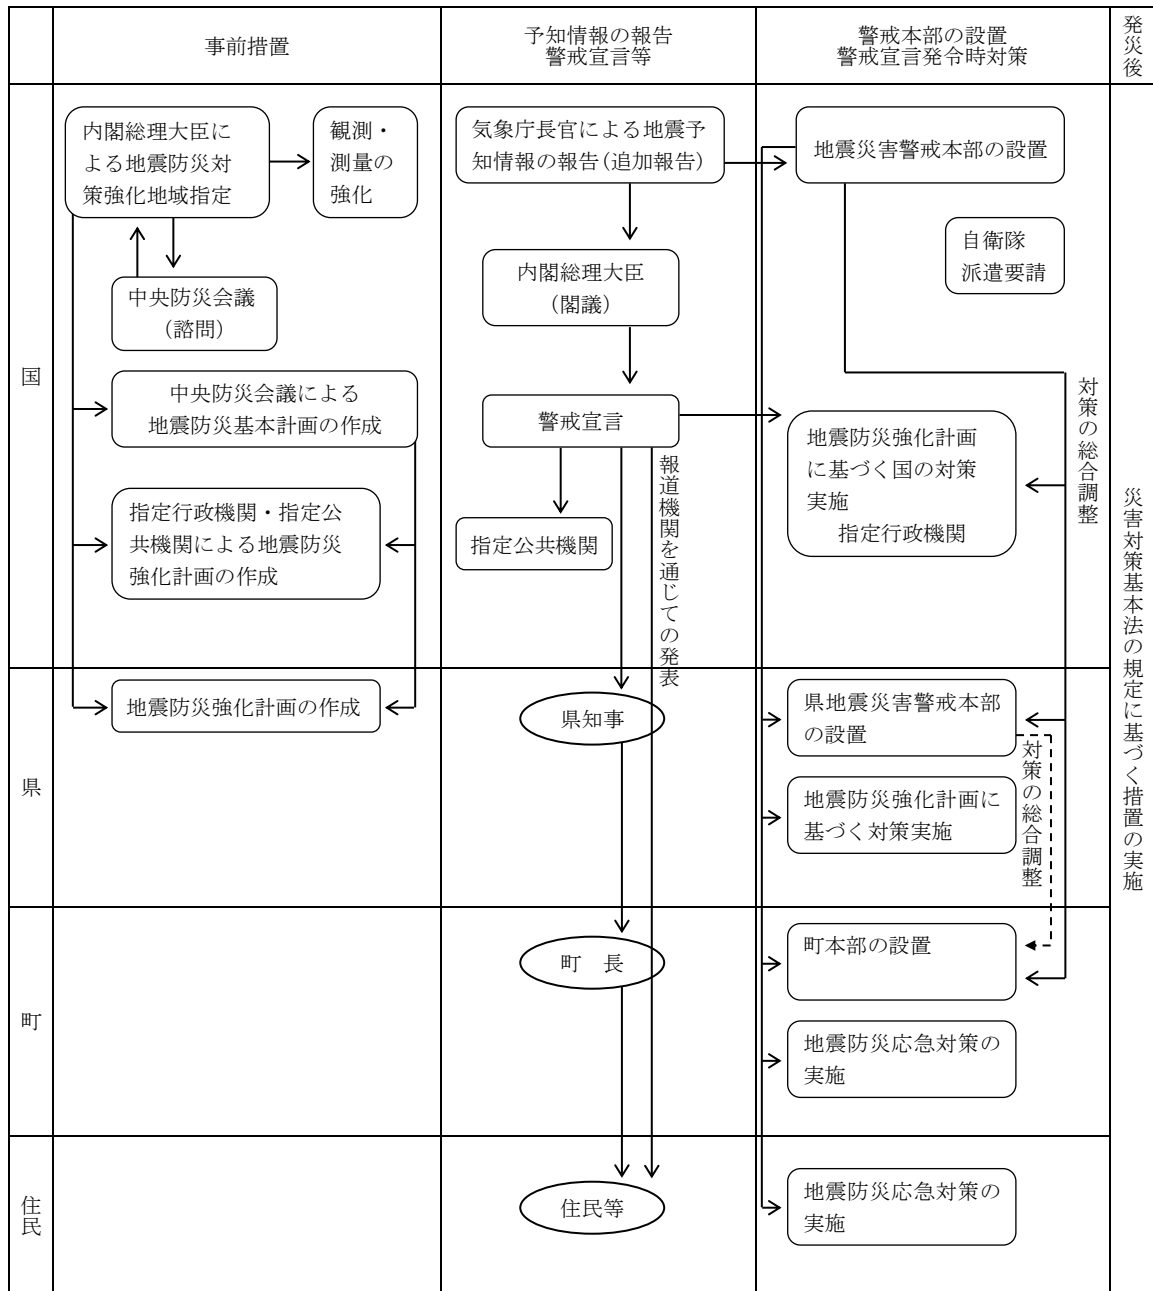 事前措置
予知情報の報告
警戒宣言等
警戒本部の設置
警戒宣言発令時対策
発災後
国
内閣総理大臣に
よる地震防災対
策強化地域指定
観測・
測量の
強化
中央防災会議
（諮問）
中央防災会議による
地震防災基本計画の作成
指定行政機関・指定公
共機関による地震防災
強化計画の作成
気象庁長官による地震予
知情報の報告（追加報告）
内閣総理大臣
（閣議）
警戒宣言
指定公共機関
報道機関を通じての発表
地震災害警戒本部の設置
自衛隊
派遣要請
対策の総合調整
地震防災強化計画
に基づく国の対策
実施
指定行政機関
災害対策基本法の規定に基づく措置の実施
県
地震防災強化計画の作成
県知事
県地震災害警戒本部
の設置
地震防災強化計画に
基づく対策実施
対策の総合調整
町
町　長
町本部の設置
地震防災応急対策の
実施
住民
住民等
地震防災応急対策の
実施